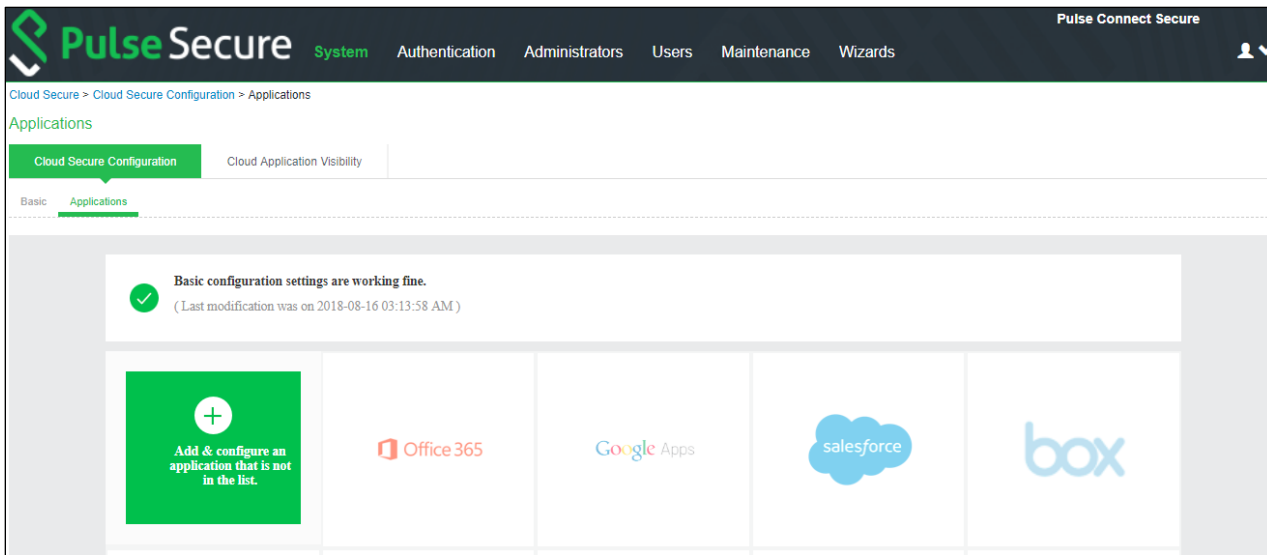 Pulse Connect Secure
Pulse Secure System Authentication Administrators Users Maintenance Wizards
Cloud Secure > Cloud Secure Configuration > Applications
Applications
Cloud Secure Configuration Cloud Application Visibility
Basic Applications
Basic configuration settings are working fine.
( Last modification was on 2018-08-16 03:13:58 AM )
Add & configure an
application that is not
in the list.
Office 365
Google Apps
salesforce
box